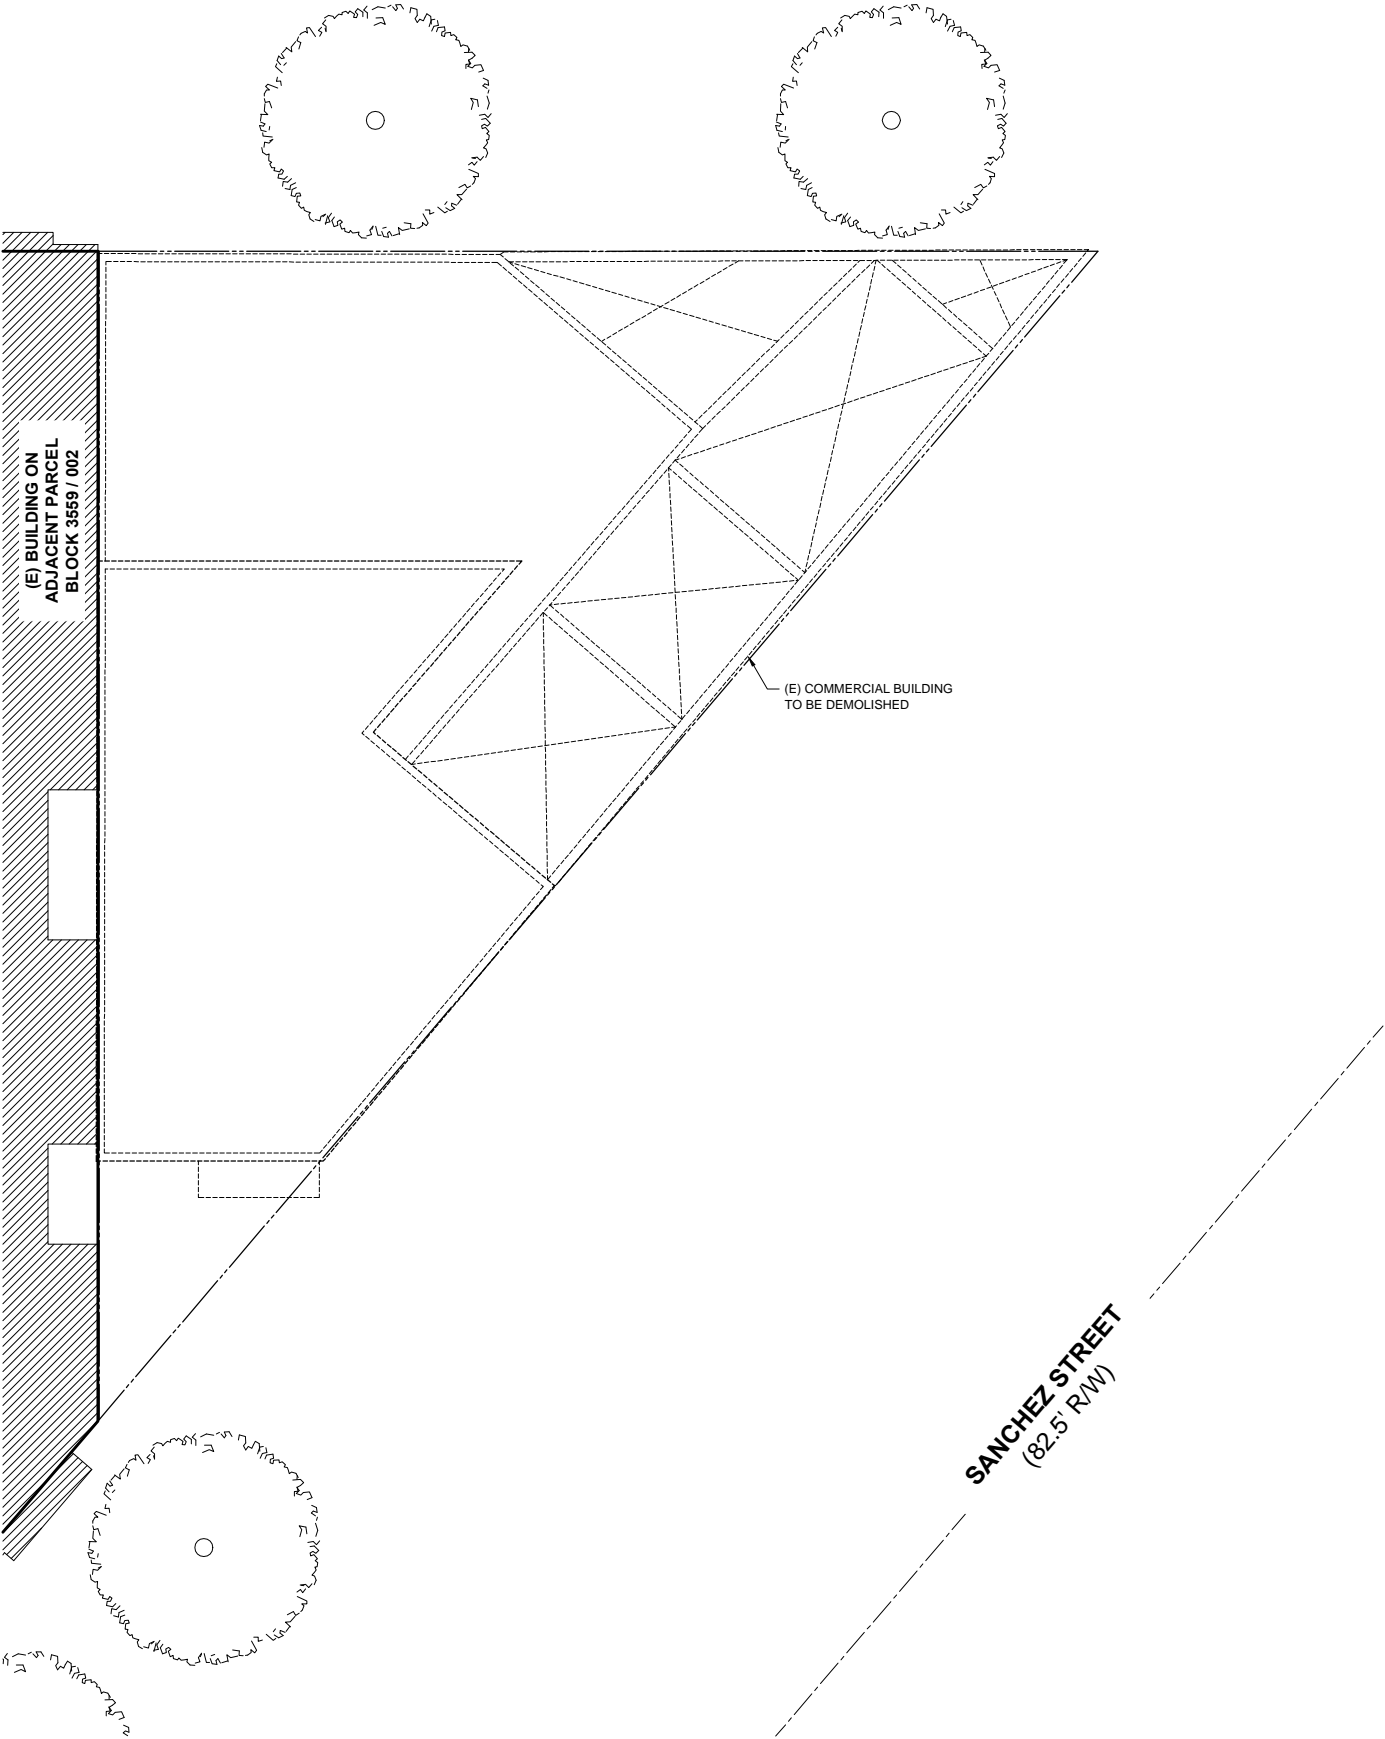 (E) BUILDING ON
ADJACENT PARCEL
BLOCK 3559 / 002
(E) COMMERCIAL BUILDING
TO BE DEMOLISHED
SANCHEZ STREET
(82.5' R/W)